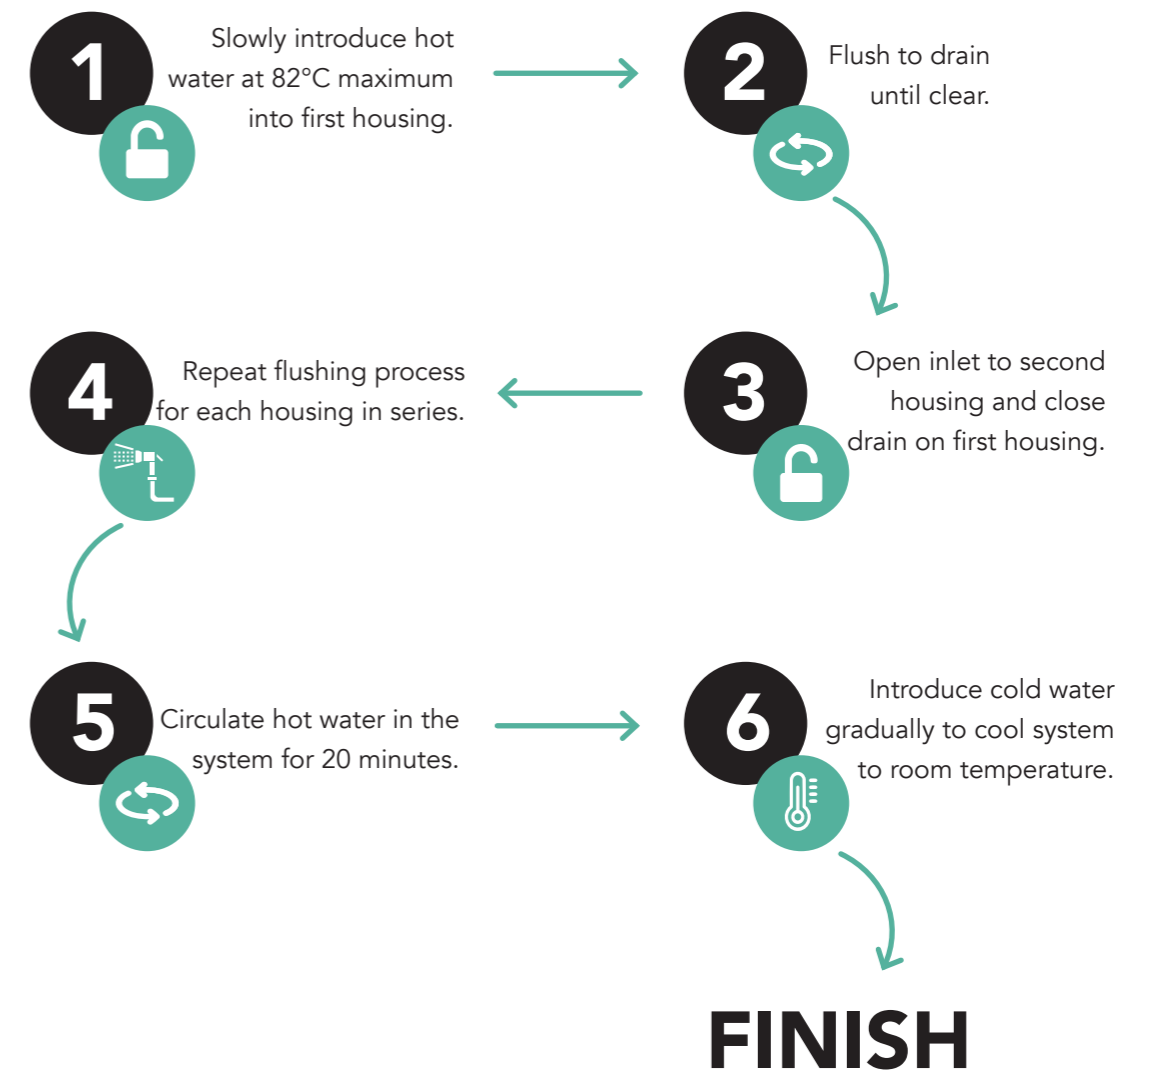 1
Slowly introduce hot
water at 82°C maximum
into first housing.
2
Flush to drain
until clear.
3
Open inlet to second
housing and close
drain on first housing.
4
Repeat flushing process
for each housing in series.
5
Circulate hot water in the
system for 20 minutes.
6
Introduce cold water
gradually to cool system
to room temperature.
FINISH